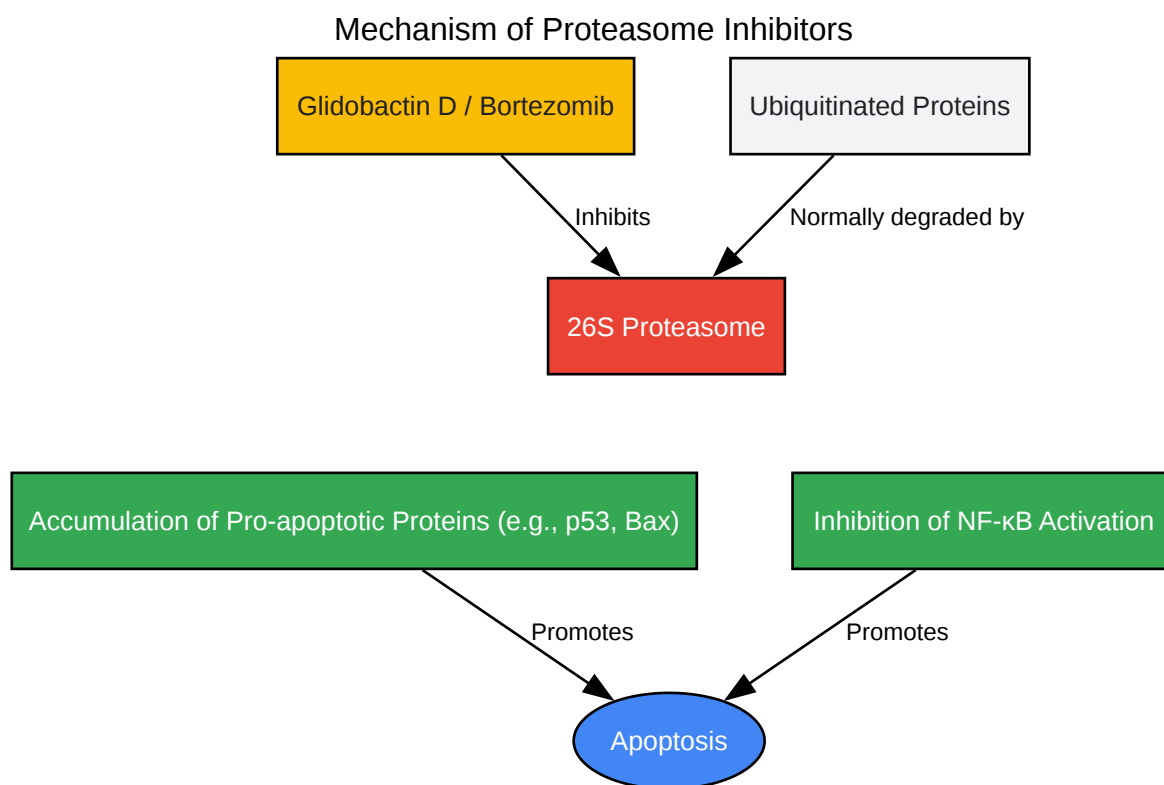 Mechanism of Proteasome Inhibitors
Glidobactin D / Bortezomib
Ubiquitinated Proteins
Inhibits
Normally degraded by
26S Proteasome
Accumulation of Pro-apoptotic Proteins (e.g., p53, Bax)
Inhibition of NF-κB Activation
Promotes
Promotes
Apoptosis